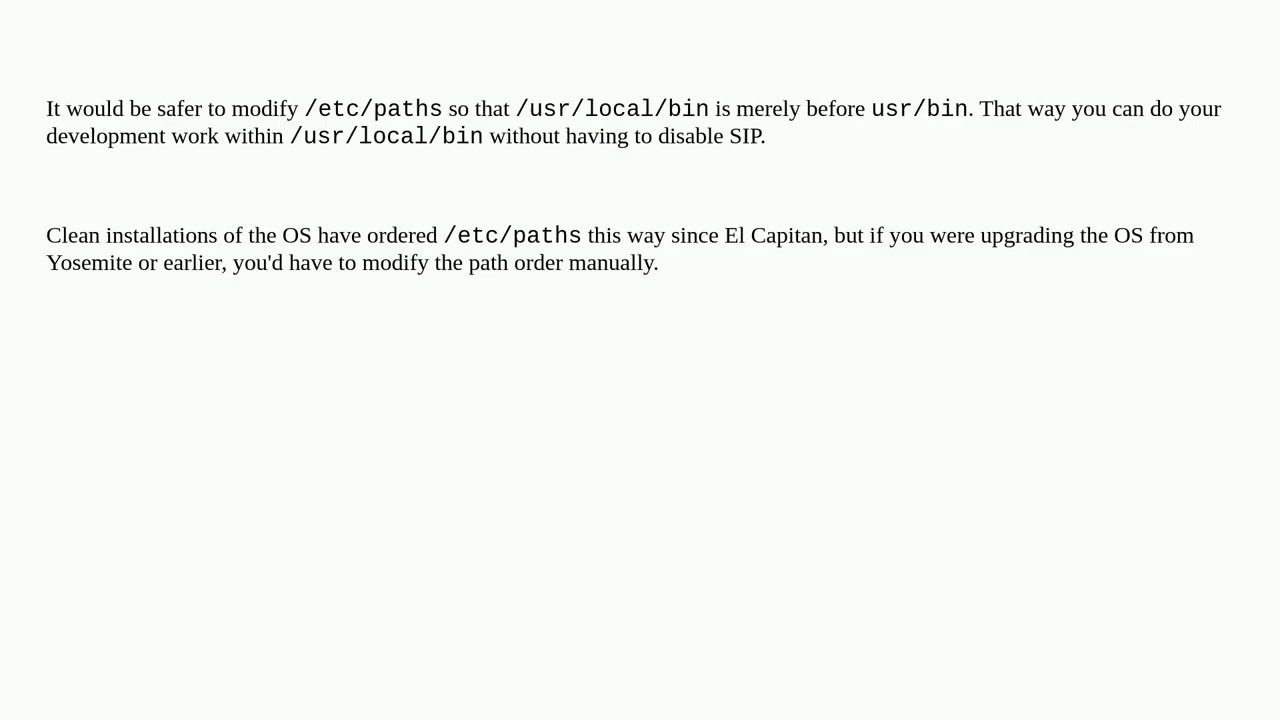 It would be safer to modify /etc/paths so that /usr/local/bin is merely before usr/bin. That way you can do your
development work within /usr/local/bin without having to disable SIP.
Clean installations of the OS have ordered /etc/paths this way since El Capitan, but if you were upgrading the OS from
Yosemite or earlier, you'd have to modify the path order manually.